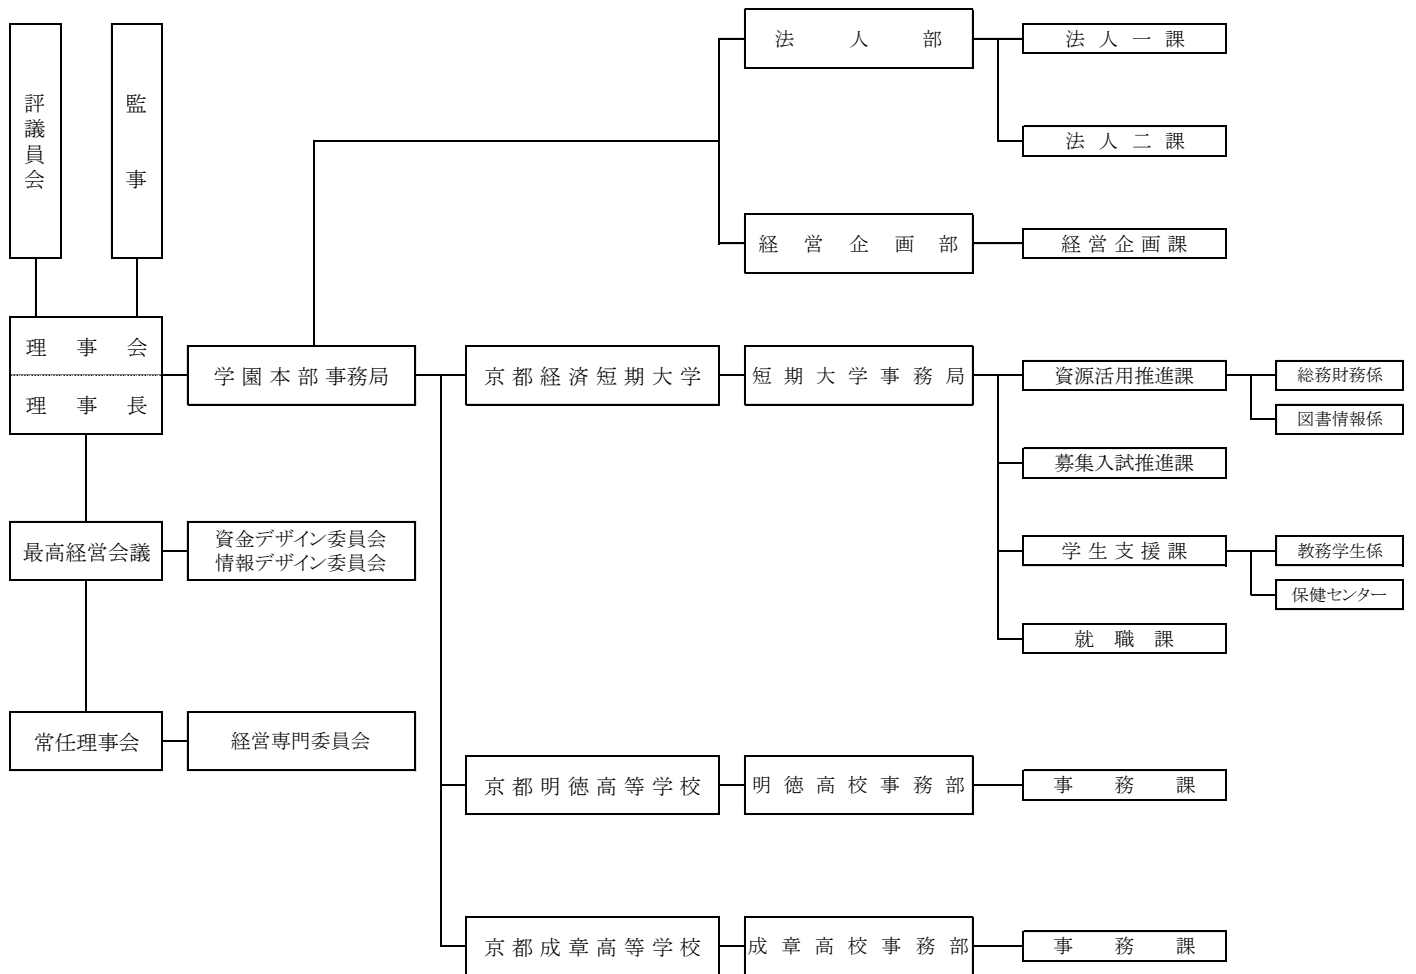 評議員会
監事
理事会
理事長
最高経営会議
資金デザイン委員会
情報デザイン委員会
常任理事会
経営専門委員会
学園本部事務局
法人部
法人一課
法人二課
経営企画部
経営企画課
京都経済短期大学
短期大学事務局
資源活用推進課
総務財務係
図書情報係
募集入試推進課
学生支援課
教務学生係
保健センター
就職課
京都明徳高等学校
明徳高校事務部
事務課
京都成章高等学校
成章高校事務部
事務課